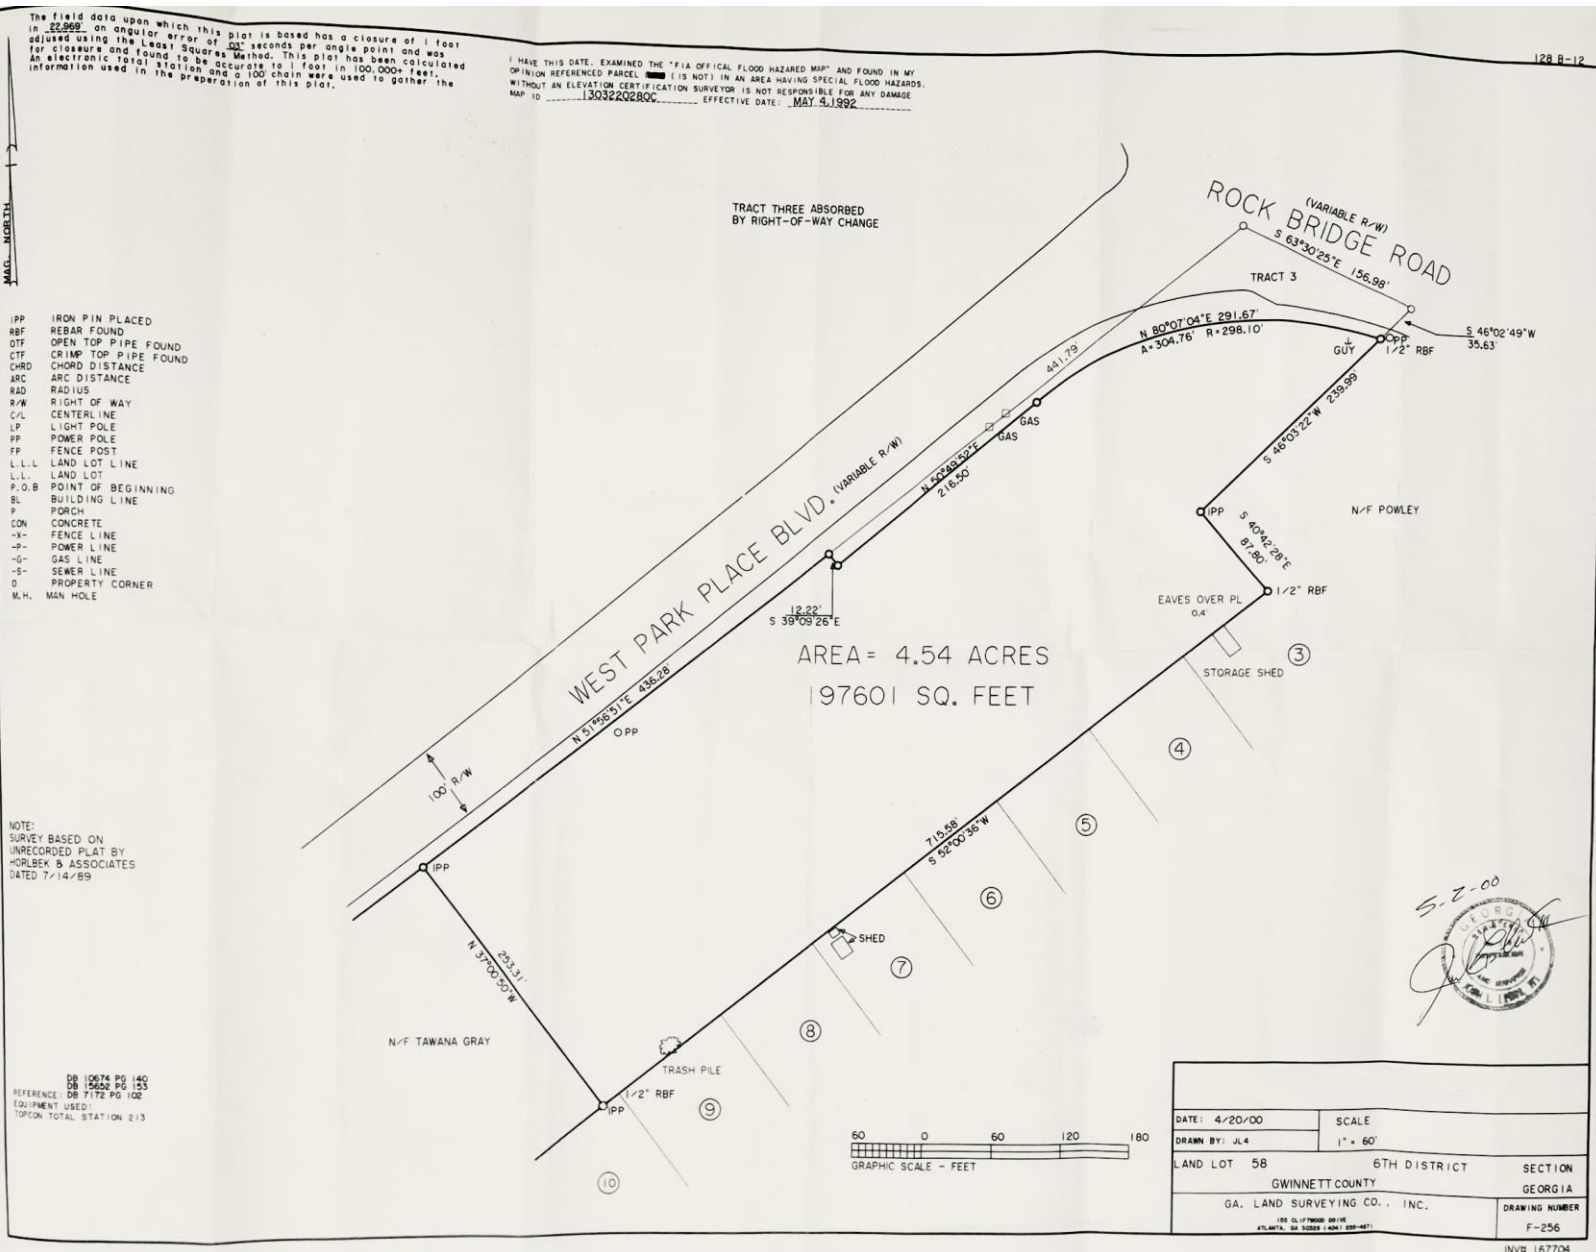 The field data upon which this plat is based has a closure of 1 foot
in 22,969' an angular error of 03" seconds per angle point and was
adjused using the Least Squares Method. This plat has been calculated
for closeure and found to be accurate to 1 foot in 100,000+ feet.
An electronic total station and a 100' chain were used to gather the
information used in the preperation of this plat.
I HAVE THIS DATE, EXAMINED THE "FIA OFFICAL FLOOD HAZARED MAP" AND FOUND IN MY
OPINION REFERENCED PARCEL ( IS NOT) IN AN AREA HAVING SPECIAL FLOOD HAZARDS.
WITHOUT AN ELEVATION CERTIFICATION SURVEYOR IS NOT RESPONSIBLE FOR ANY DAMAGE
MAP ID 1303220280C EFFECTIVE DATE: MAY 4,1992
128 B-12
MAG. NORTH
TRACT THREE ABSORBED
BY RIGHT-OF-WAY CHANGE
ROCK BRIDGE ROAD
(VARIABLE R/W)
S 63°30'25"E 156.98'
TRACT 3
N 80°07'04"E 291.67'
A=304.76' R=298.10'
S 46°02'49"W
35.63'
GUY
PP
1/2" RBF
441.79'
GAS
GAS
S 46°03'22"W 239.99'
N 50°49'52"E
216.50'
IPP
S 40°42'28"E
87.80'
N/F POWLEY
WEST PARK PLACE BLVD. (VARIABLE R/W)
IPP IRON PIN PLACED
RBF REBAR FOUND
OTF OPEN TOP PIPE FOUND
CTF CRIMP TOP PIPE FOUND
CHRD CHORD DISTANCE
ARC ARC DISTANCE
RAD RADIUS
R/W RIGHT OF WAY
C/L CENTERLINE
LP LIGHT POLE
PP POWER POLE
FP FENCE POST
L.L.L LAND LOT LINE
L.L. LAND LOT
P.O.B POINT OF BEGINNING
BL BUILDING LINE
P PORCH
CON CONCRETE
-X- FENCE LINE
-P- POWER LINE
-G- GAS LINE
-S- SEWER LINE
O PROPERTY CORNER
M.H. MAN HOLE
1/2" RBF
EAVES OVER PL
0.4'
12.22'
S 39°09'26"E
AREA= 4.54 ACRES
197601 SQ. FEET
STORAGE SHED
3
N 51°56'51"E 436.28'
PP
4
100' R/W
5
715.58'
S 52°00'36"W
NOTE:
SURVEY BASED ON
UNRECORDED PLAT BY
HORLBEK & ASSOCIATES
DATED 7/14/89
IPP
6
SHED
7
253.31'
N 37°00'50"W
8
N/F TAWANA GRAY
TRASH PILE
1/2" RBF
IPP
9
10
DB 10674 PG 140
DB 15652 PG 153
REFERENCE: DB 7172 PG 102
EQUIPMENT USED:
TOPCON TOTAL STATION 213
60 0 60 120 180
GRAPHIC SCALE - FEET
5-2-00
GEORGIA
DATE: 4/20/00
SCALE
DRAWN BY: JL4
1" = 60'
LAND LOT 58 6TH DISTRICT SECTION
GWINNETT COUNTY GEORGIA
GA. LAND SURVEYING CO., INC.
DRAWING NUMBER
F-256
INV# 167704